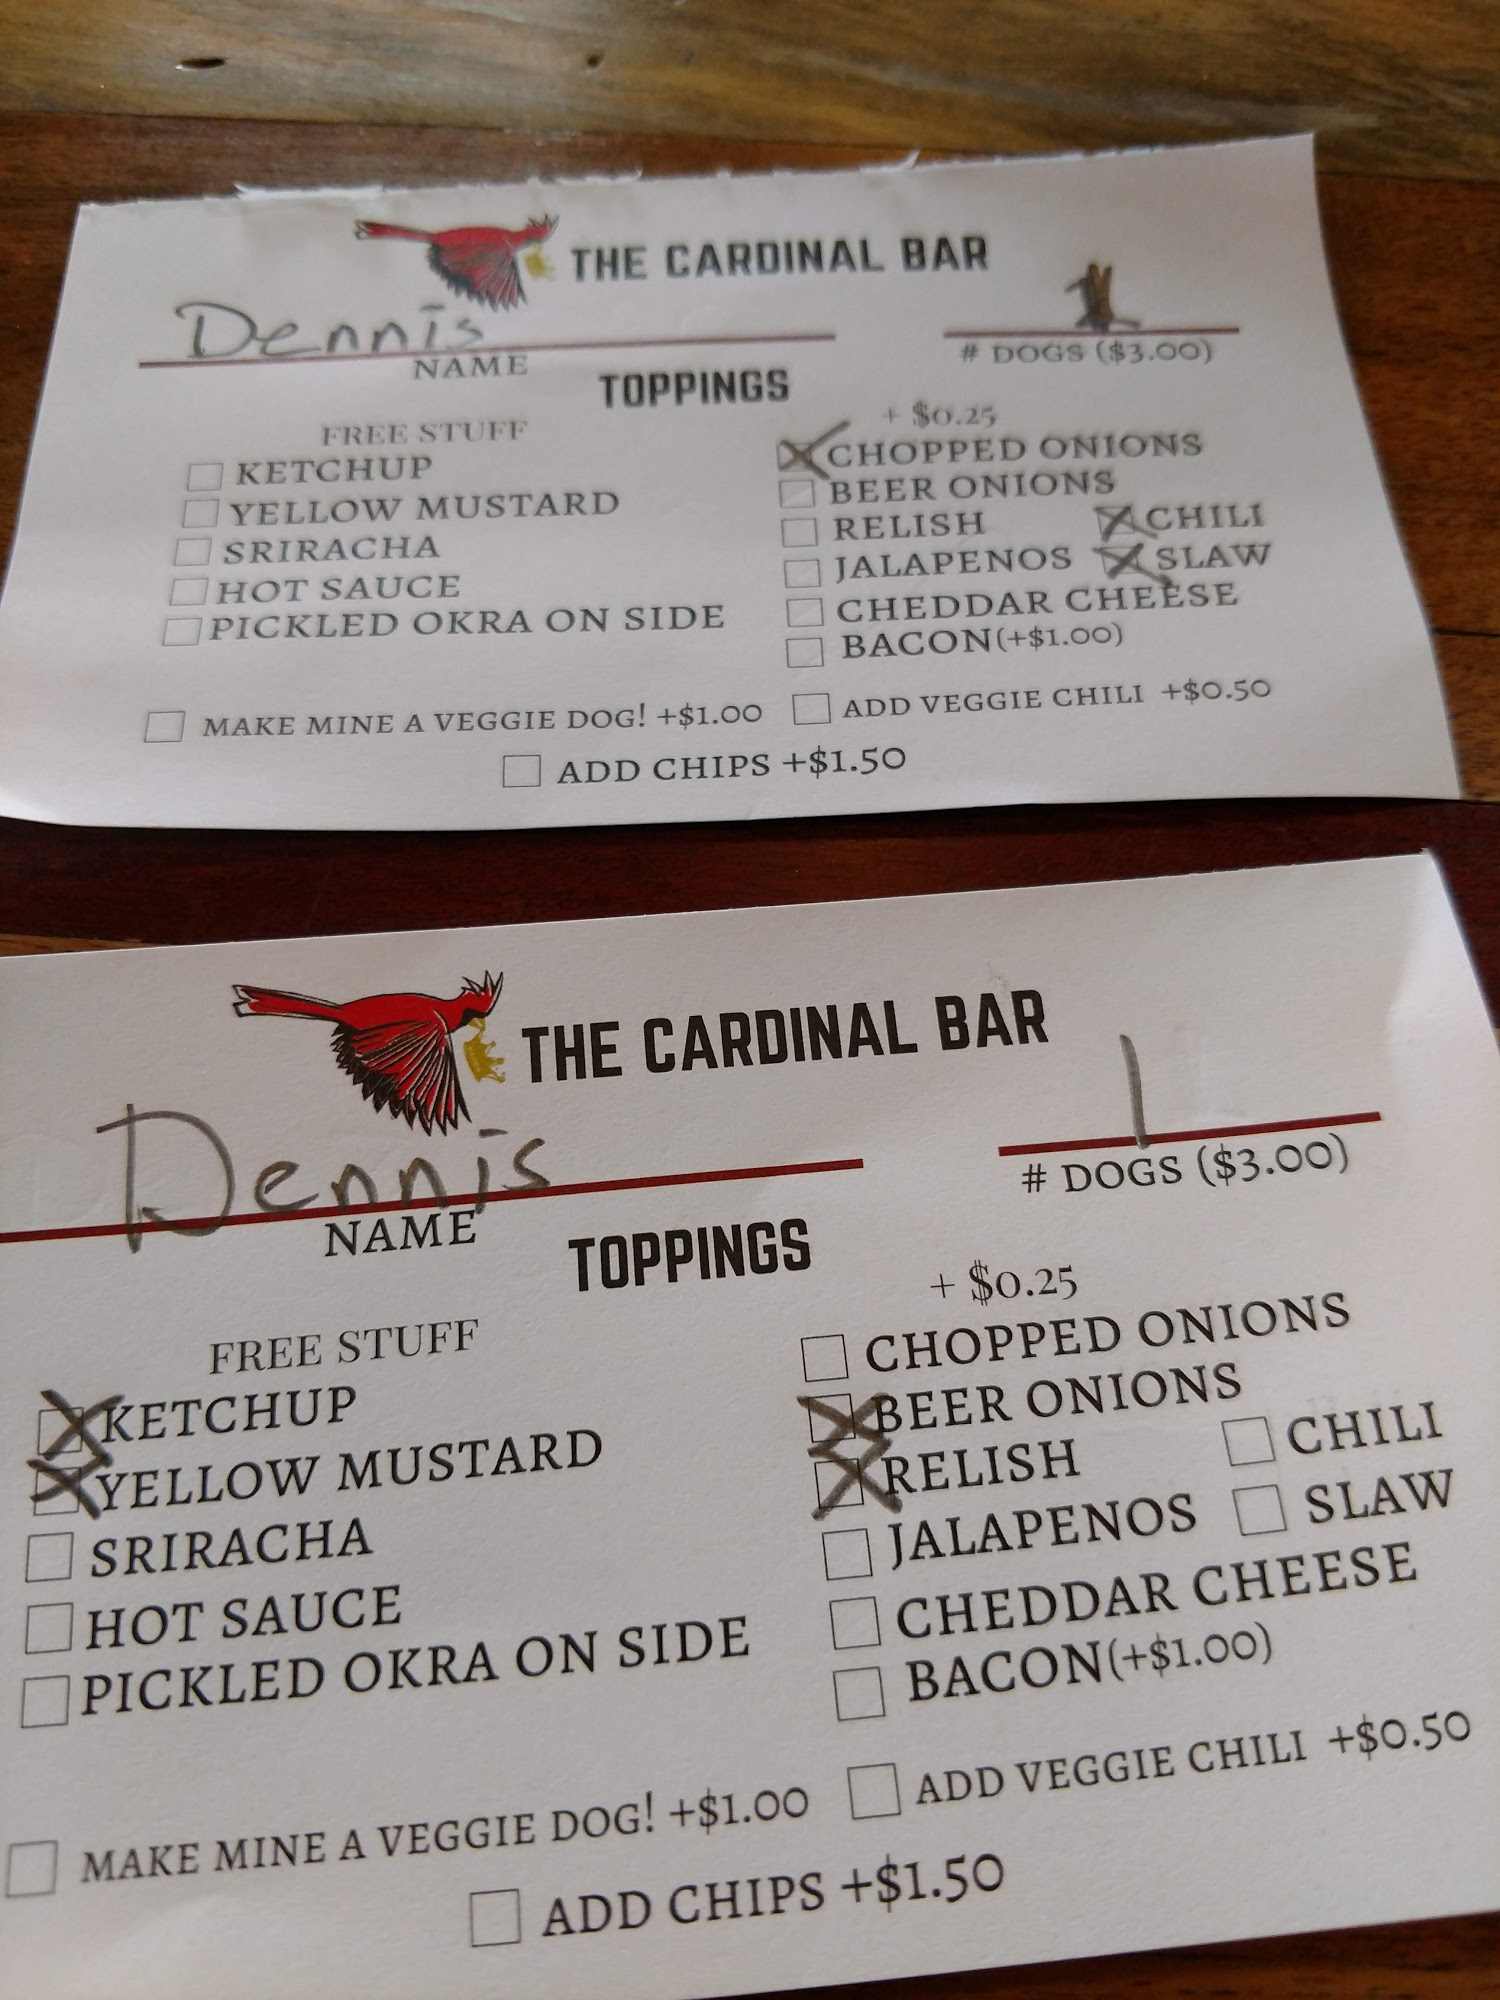 THE CARDINAL BAR
Dennis 1
NAME # DOGS ($3.00)
TOPPINGS
FREE STUFF + $0.25
KETCHUP CHOPPED ONIONS
YELLOW MUSTARD BEER ONIONS
SRIRACHA RELISH CHILI
HOT SAUCE JALAPENOS SLAW
PICKLED OKRA ON SIDE CHEDDAR CHEESE
BACON(+$1.00)
MAKE MINE A VEGGIE DOG! +$1.00 ADD VEGGIE CHILI +$0.50
ADD CHIPS +$1.50
THE CARDINAL BAR
Dennis 1
NAME # DOGS ($3.00)
TOPPINGS
FREE STUFF + $0.25
KETCHUP CHOPPED ONIONS
YELLOW MUSTARD BEER ONIONS
SRIRACHA RELISH CHILI
HOT SAUCE JALAPENOS SLAW
PICKLED OKRA ON SIDE CHEDDAR CHEESE
BACON(+$1.00)
MAKE MINE A VEGGIE DOG! +$1.00 ADD VEGGIE CHILI +$0.50
ADD CHIPS +$1.50